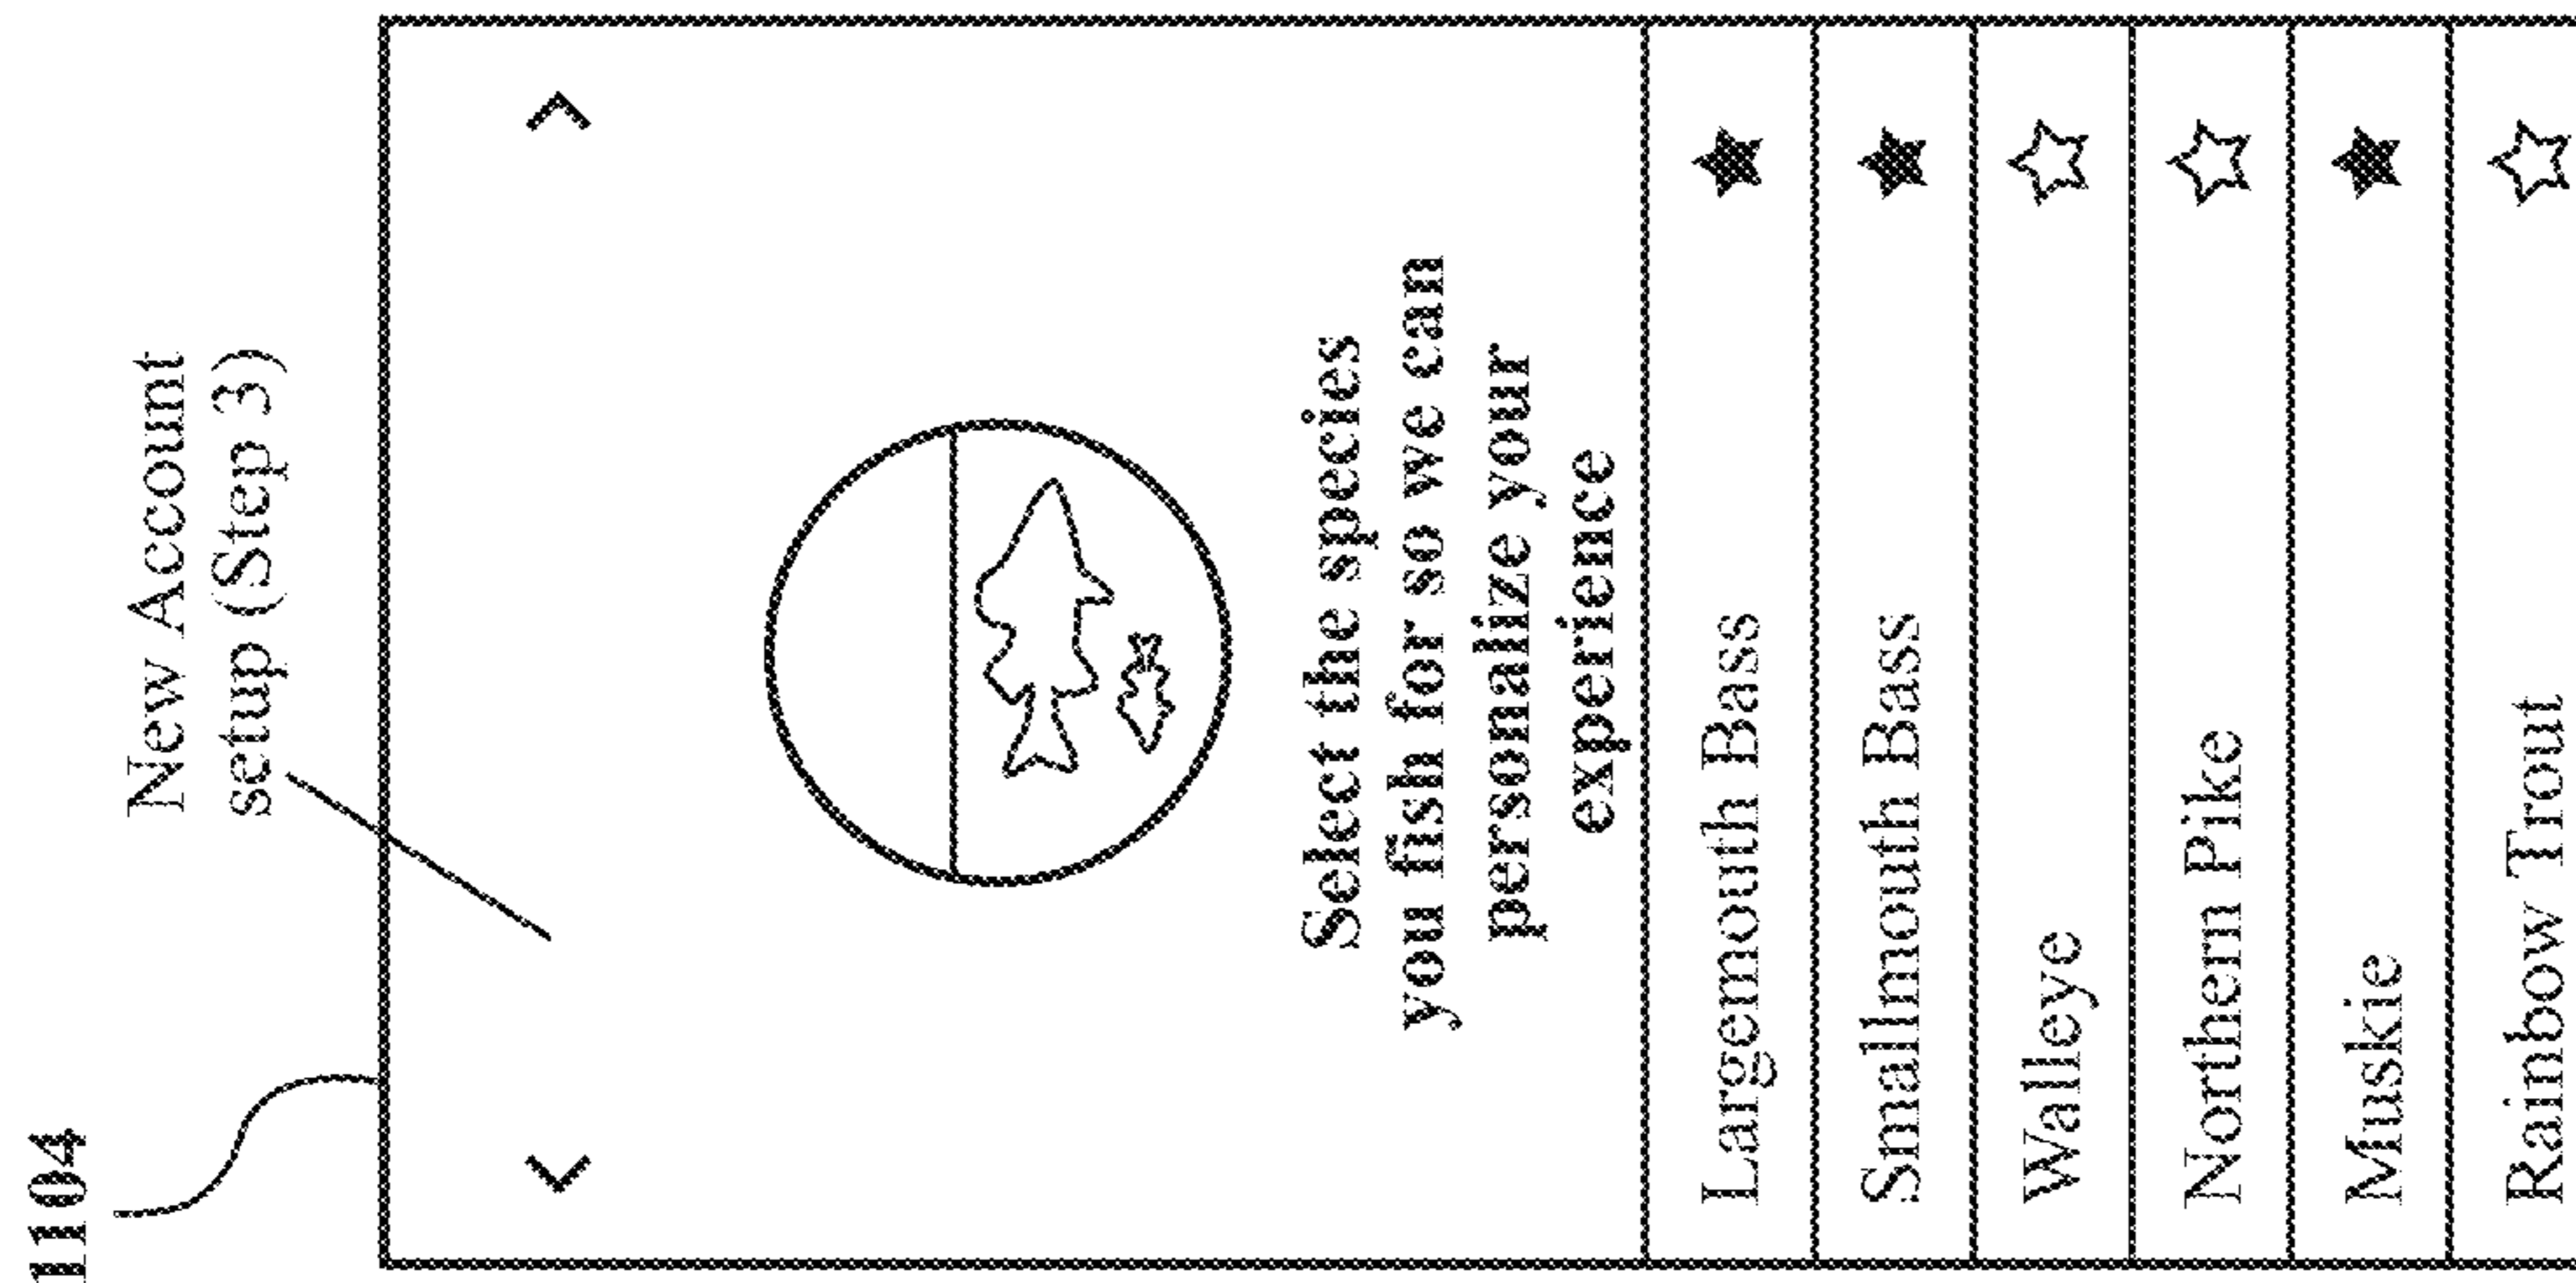 1104
New Account
setup (Step 3)
Select the species
you fish for so we can
personalize your
experience
Largemouth Bass
Smallmouth Bass
Walleye
Northern Pike
Muskie
Rainbow Trout